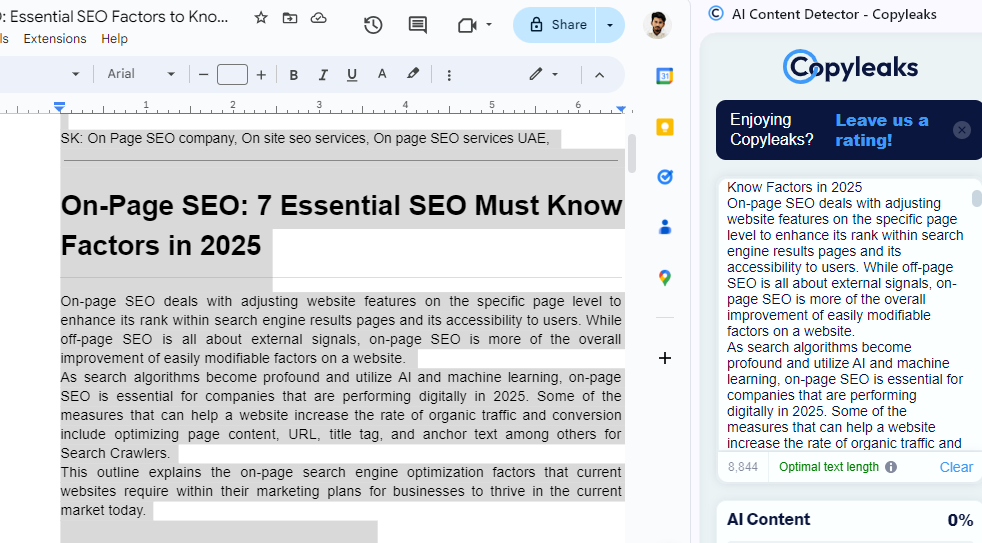 O: Essential SEO Factors to Kno...
ls Extensions Help
Share
Arial
B I U A
1 2 3 4 5 6
SK: On Page SEO company, On site seo services, On page SEO services UAE,
On-Page SEO: 7 Essential SEO Must Know
Factors in 2025
On-page SEO deals with adjusting website features on the specific page level to
enhance its rank within search engine results pages and its accessibility to users. While
off-page SEO is all about external signals, on-page SEO is more of the overall
improvement of easily modifiable factors on a website.
As search algorithms become profound and utilize AI and machine learning, on-page
SEO is essential for companies that are performing digitally in 2025. Some of the
measures that can help a website increase the rate of organic traffic and conversion
include optimizing page content, URL, title tag, and anchor text among others for
Search Crawlers.
This outline explains the on-page search engine optimization factors that current
websites require within their marketing plans for businesses to thrive in the current
market today.
31
AI Content Detector - Copyleaks
Copyleaks
Enjoying
Copyleaks?
Leave us a
rating!
Know Factors in 2025
On-page SEO deals with adjusting
website features on the specific page
level to enhance its rank within search
engine results pages and its
accessibility to users. While off-page
SEO is all about external signals, on-
page SEO is more of the overall
improvement of easily modifiable
factors on a website.
As search algorithms become
profound and utilize AI and machine
learning, on-page SEO is essential for
companies that are performing
digitally in 2025. Some of the
measures that can help a website
increase the rate of organic traffic and
8,844 Optimal text length Clear
AI Content 0%